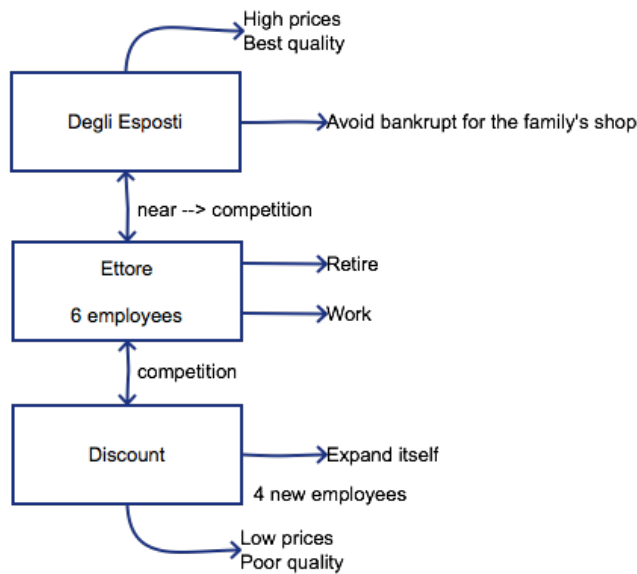 High prices
Best quality
Degli Esposti
Avoid bankrupt for the family's shop
near --> competition
Ettore
6 employees
Retire
Work
competition
Discount
Expand itself
4 new employees
Low prices
Poor quality